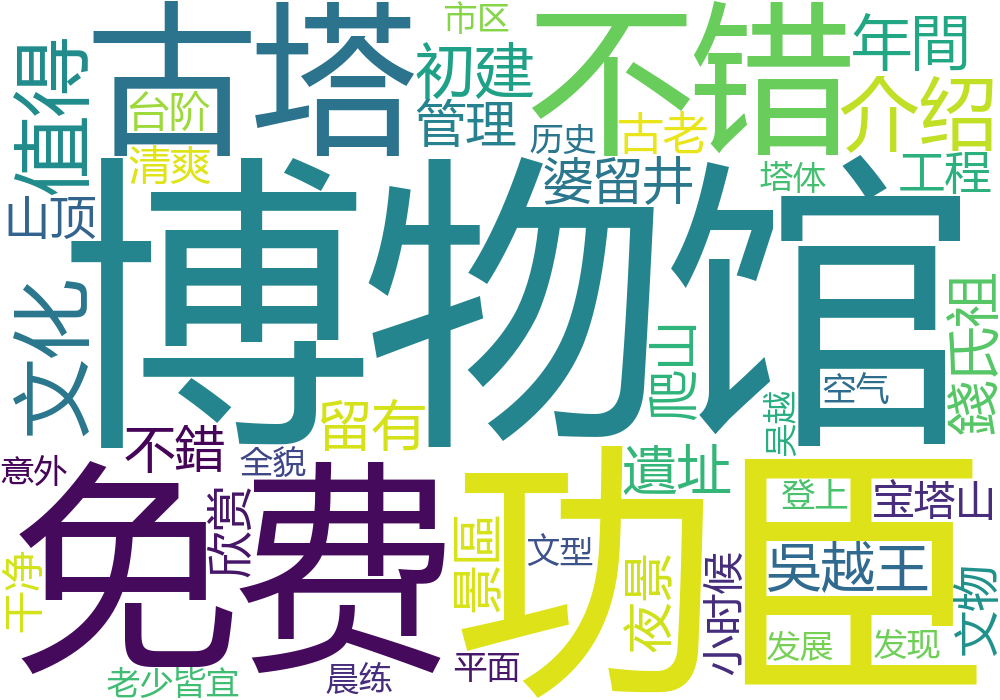 市区
古塔
不错
初建
年間
值得
台阶
管理
历史
古老
介绍
清爽
婆留井
塔体
工程
山顶
博物馆
文化
爬山
錢氏祖
空气
吴越
留有
不錯
全貌
意外
免费
功臣
遺址
欣赏
登上
宝塔山
景區
文型
夜景
小时候
吳越王
文物
干净
发展
发现
平面
老少皆宜
晨练